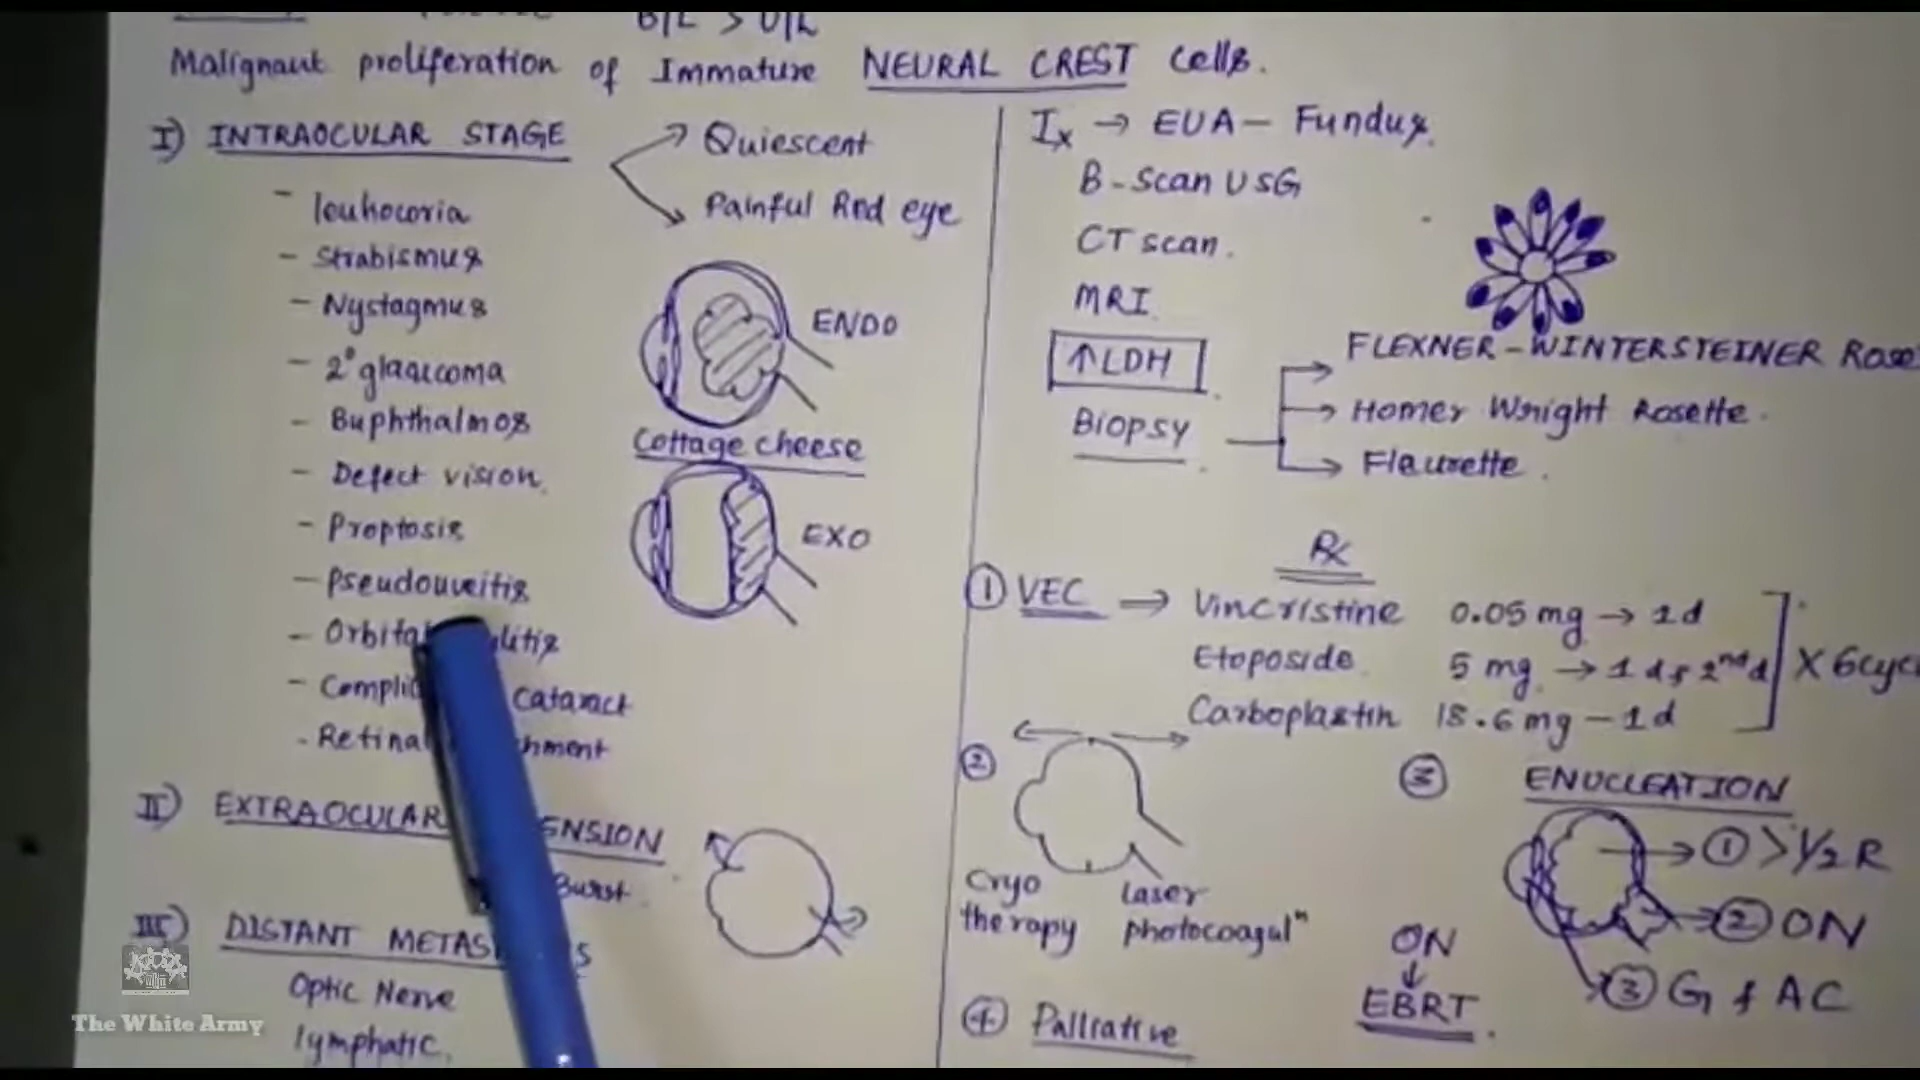 B/L > U/L
Malignant proliferation of Immature NEURAL CREST cells.
I) INTRAOCULAR STAGE
Quiescent
Painful Red eye
- leukocoria
- Strabismus
- Nystagmus
- 2° glaucoma
- Buphthalmos
- Defect vision
- Proptosis
- Pseudouveitis
- Orbita litis
- Compli cataract
- Retina hment
ENDO
Cottage cheese
EXO
II) EXTRAOCULAR ENSION
Burst
III) DISTANT METAS S
Optic Nerve
lymphatic
Ix → EUA - Fundus
B-Scan USG
CT scan.
MRI
↑LDH
Biopsy
FLEXNER-WINTERSTEINER Rose
Homer Wright Rosette
Fleurette
Rx
① VEC ⇒ Vincristine 0.05 mg → 1d
Etoposide 5 mg → 1d & 2nd d
Carboplastin 18.6 mg - 1d
X 6cyc
②
Cryo therapy
laser photocoagulⁿ
③ ENUCLEATION
① > 1/2 R
② ON
③ G & AC
ON
↓
EBRT
④ Palliative
The White Army